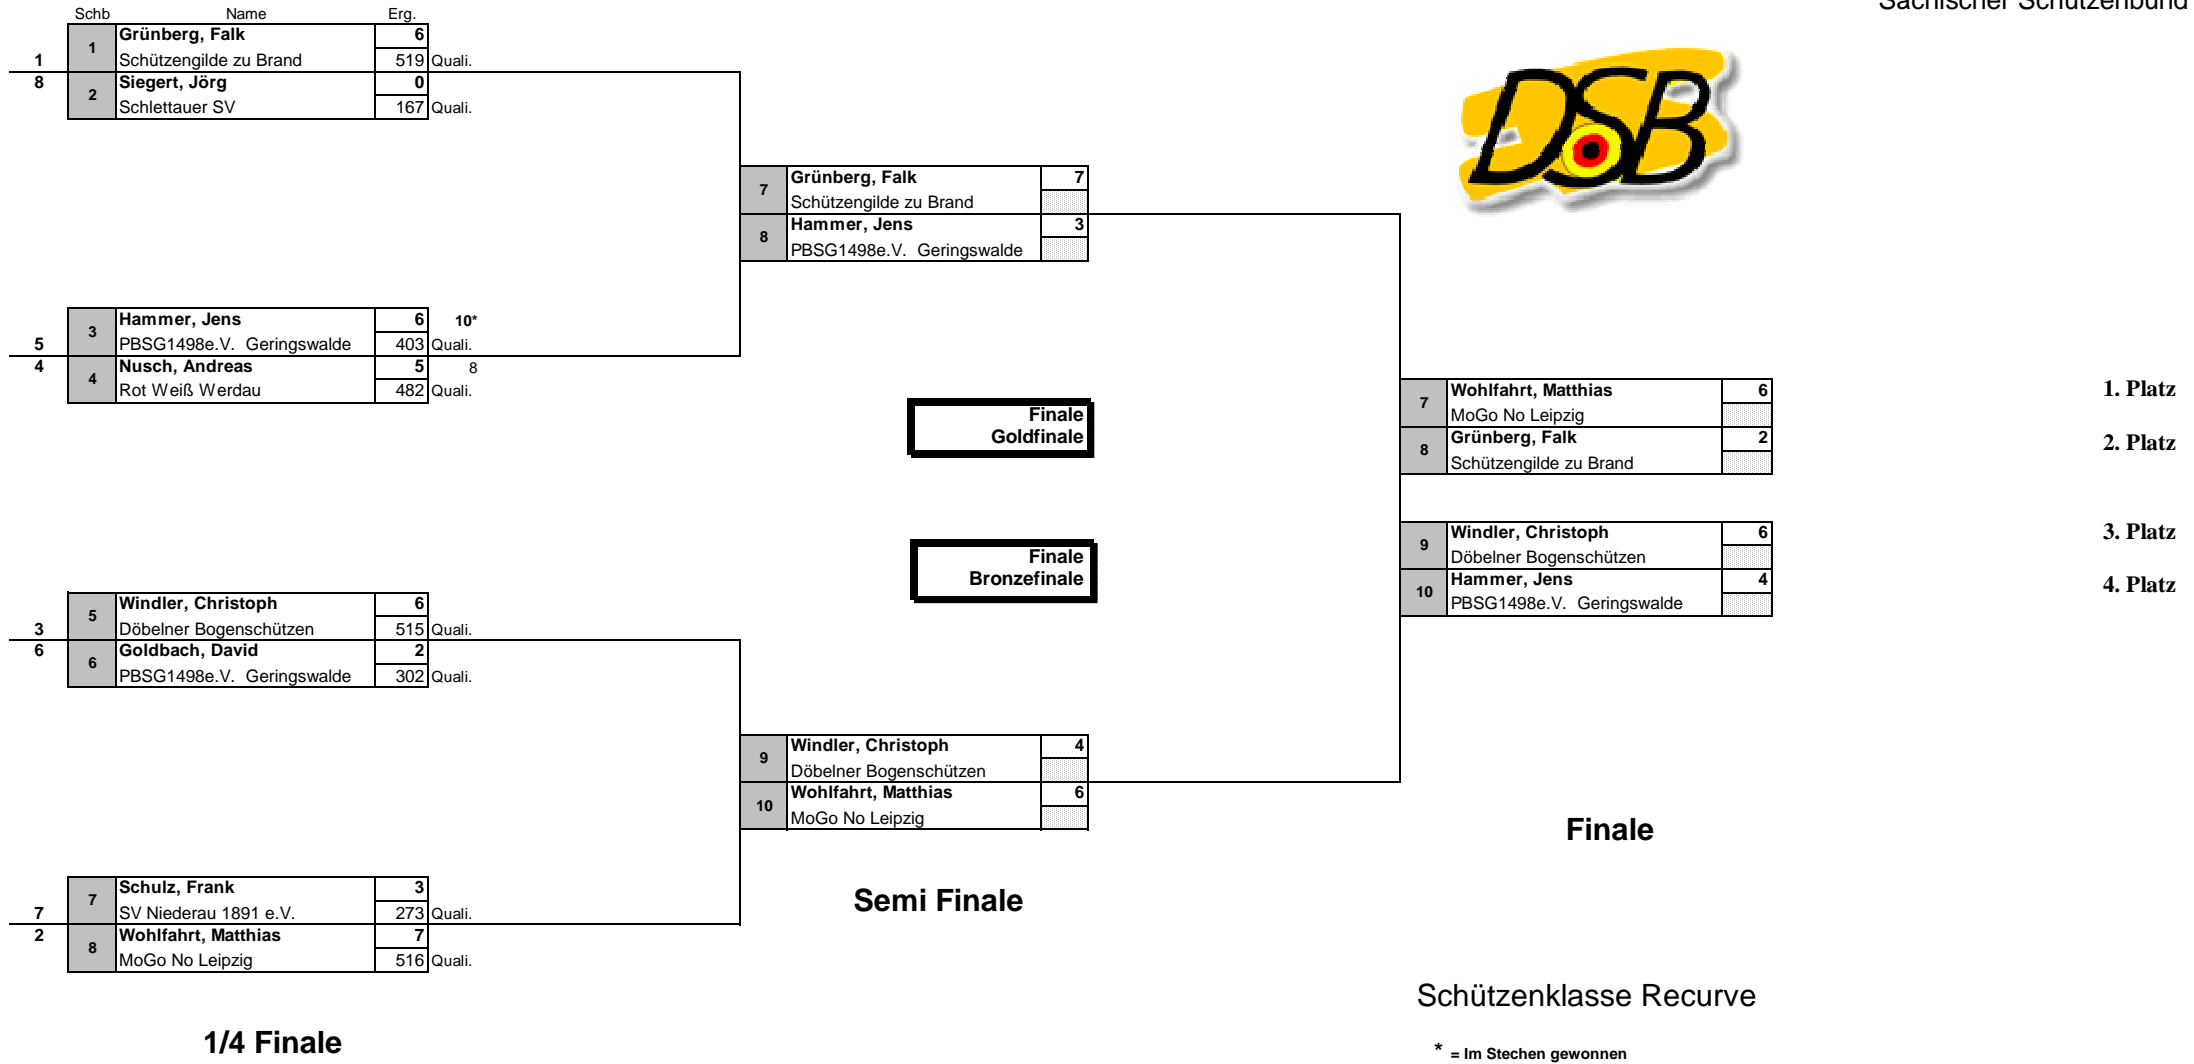 Sächsischer Schützenbund
Schb Name Erg.
1 Grünberg, Falk 6
1 Schützengilde zu Brand 519 Quali.
8 2 Siegert, Jörg 0
Schlettauer SV 167 Quali.
DSB
7 Grünberg, Falk 7
Schützengilde zu Brand
8 Hammer, Jens 3
PBSG1498e.V. Geringswalde
3 Hammer, Jens 6 10*
5 PBSG1498e.V. Geringswalde 403 Quali.
4 4 Nusch, Andreas 5 8
Rot Weiß Werdau 482 Quali.
Finale
Goldfinale
7 Wohlfahrt, Matthias 6 1. Platz
MoGo No Leipzig
8 Grünberg, Falk 2 2. Platz
Schützengilde zu Brand
Finale
Bronzefinale
9 Windler, Christoph 6 3. Platz
Döbelner Bogenschützen
10 Hammer, Jens 4 4. Platz
PBSG1498e.V. Geringswalde
5 Windler, Christoph 6
3 Döbelner Bogenschützen 515 Quali.
6 6 Goldbach, David 2
PBSG1498e.V. Geringswalde 302 Quali.
9 Windler, Christoph 4
Döbelner Bogenschützen
10 Wohlfahrt, Matthias 6
MoGo No Leipzig
Finale
7 Schulz, Frank 3
7 SV Niederau 1891 e.V. 273 Quali.
2 8 Wohlfahrt, Matthias 7
MoGo No Leipzig 516 Quali.
Semi Finale
Schützenklasse Recurve
1/4 Finale
* = Im Stechen gewonnen